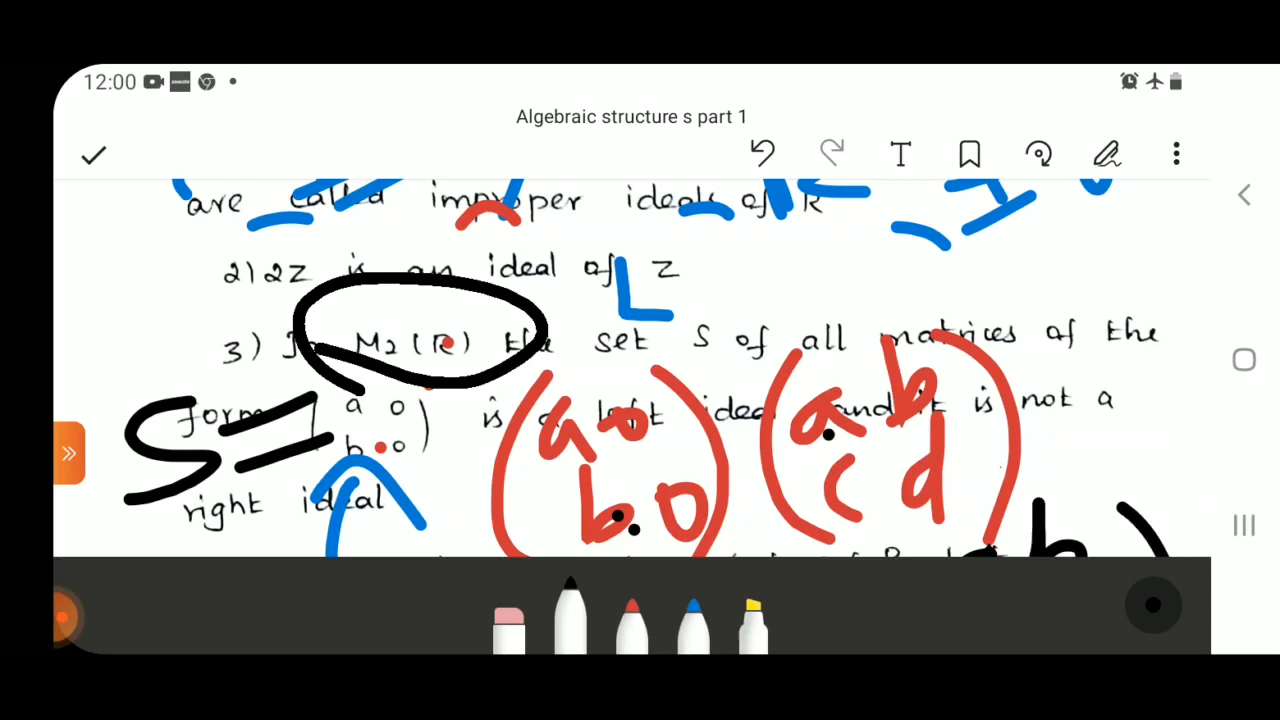 12:00
Algebraic structure s part 1
are called improper ideals of R
2) 2Z is an ideal of Z
3) In M2 (R) the set S of all matrices of the
S = form ( a 0 is a left ideal and it is not a
b 0 )
right ideal
( a 0 ) ( a b )
b 0 c d
b )